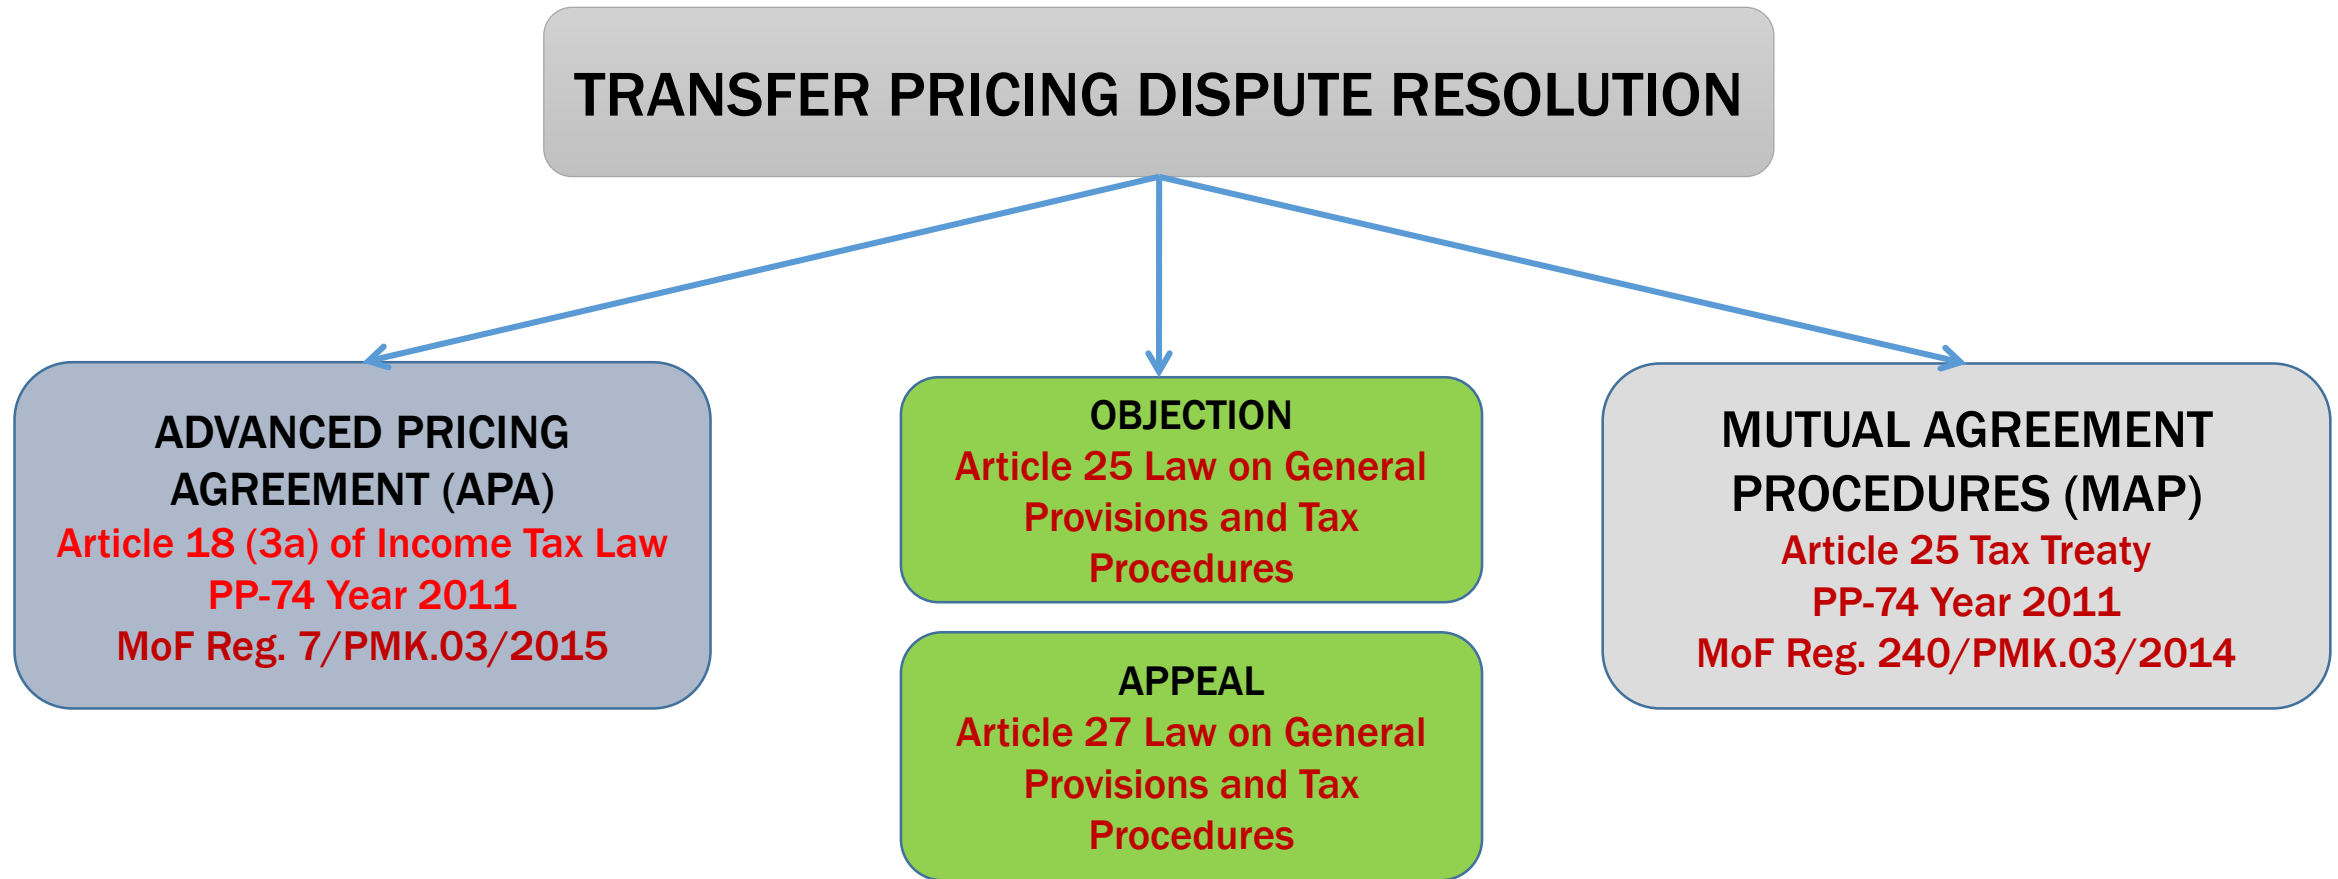 TRANSFER PRICING DISPUTE RESOLUTION
ADVANCED PRICING
AGREEMENT (APA)
Article 18 (3a) of Income Tax Law
PP-74 Year 2011
MoF Reg. 7/PMK.03/2015
OBJECTION
Article 25 Law on General
Provisions and Tax
Procedures
APPEAL
Article 27 Law on General
Provisions and Tax
Procedures
MUTUAL AGREEMENT
PROCEDURES (MAP)
Article 25 Tax Treaty
PP-74 Year 2011
MoF Reg. 240/PMK.03/2014